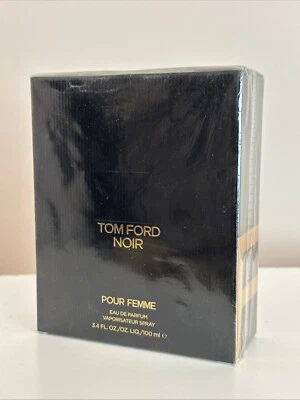 TOM FORD
NOIR
POUR FEMME
EAU DE PARFUM
VAPORISATEUR SPRAY
3.4 FL. OZ./OZ. LIQ./100 ml ℮